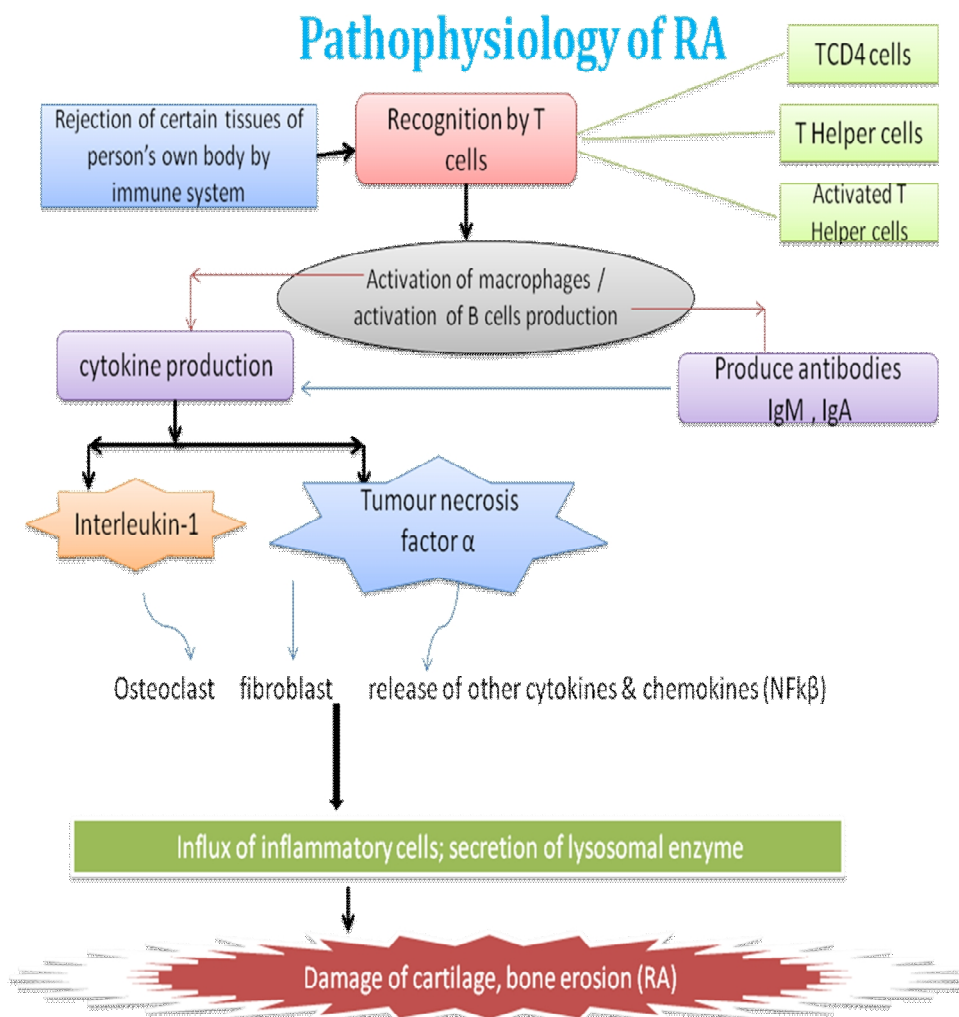 Pathophysiology of RA
TCD4 cells
Rejection of certain tissues of
person's own body by
immune system
Recognition by T
cells
T Helper cells
Activated T
Helper cells
Activation of macrophages /
activation of B cells production
cytokine production
Produce antibodies
IgM , IgA
Interleukin-1
Tumour necrosis
factor α
Osteoclast fibroblast release of other cytokines & chemokines (NFkβ)
Influx of inflammatory cells; secretion of lysosomal enzyme
Damage of cartilage, bone erosion (RA)